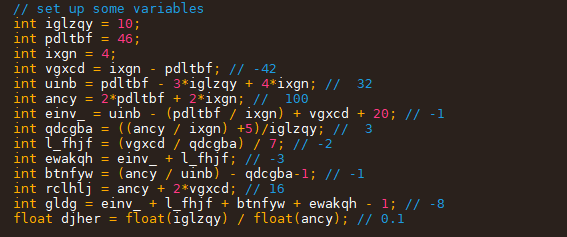 // set up some variables
int iglzqy = 10;
int pdltbf = 46;
int ixgn = 4;
int vgxcd = ixgn - pdltbf; // -42
int uinb = pdltbf - 3*iglzqy + 4*ixgn; //  32
int ancy = 2*pdltbf + 2*ixgn; //  100
int einv_ = uinb - (pdltbf / ixgn) + vgxcd + 20; // -1
int qdcgba = ((ancy / ixgn) +5)/iglzqy; //  3
int l_fhjf = (vgxcd / qdcgba) / 7; // -2
int ewakqh = einv_ + l_fhjf; // -3
int btnfyw = (ancy / uinb) - qdcgba-1; // -1
int rclhlj = ancy + 2*vgxcd; // 16
int gldg = einv_ + l_fhjf + btnfyw + ewakqh - 1; // -8
float djher = float(iglzqy) / float(ancy); // 0.1